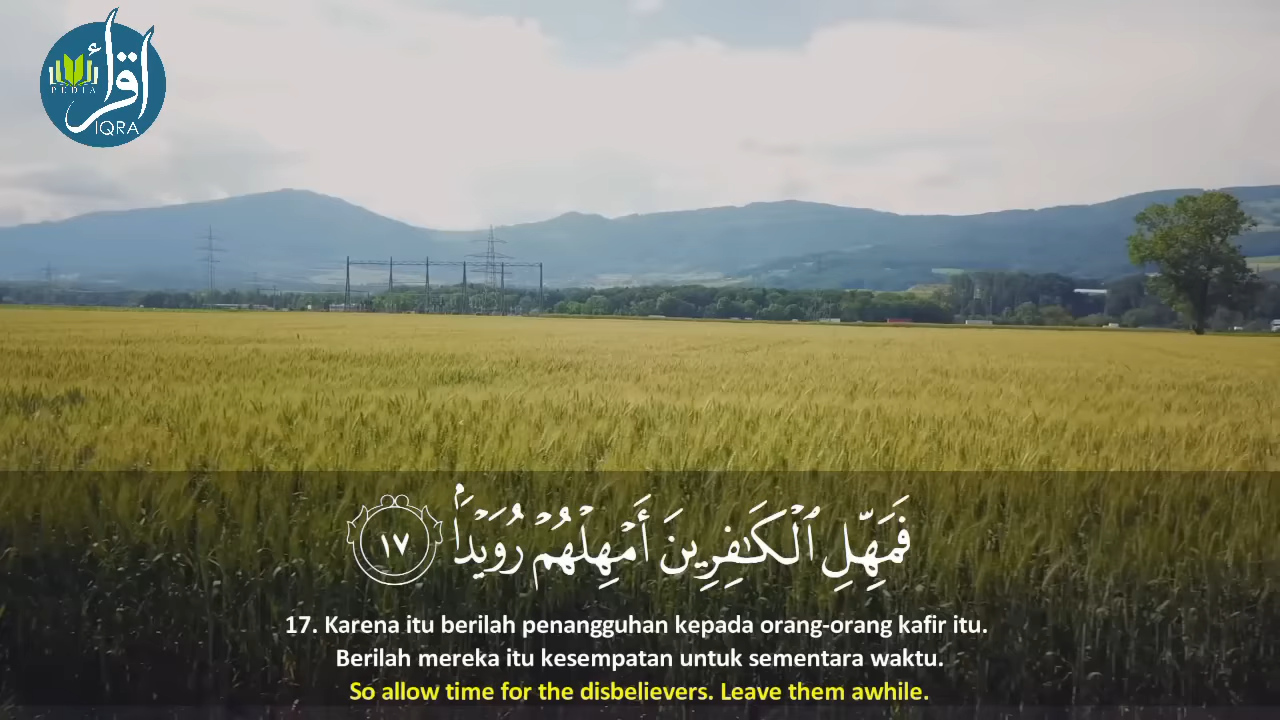 اقرأ
PEDIA
IQRA
فَمَهِّلِ ٱلۡكَٰفِرِينَ أَمۡهِلۡهُمۡ رُوَيۡدَۢا ١٧
17. Karena itu berilah penangguhan kepada orang-orang kafir itu.
Berilah mereka itu kesempatan untuk sementara waktu.
So allow time for the disbelievers. Leave them awhile.